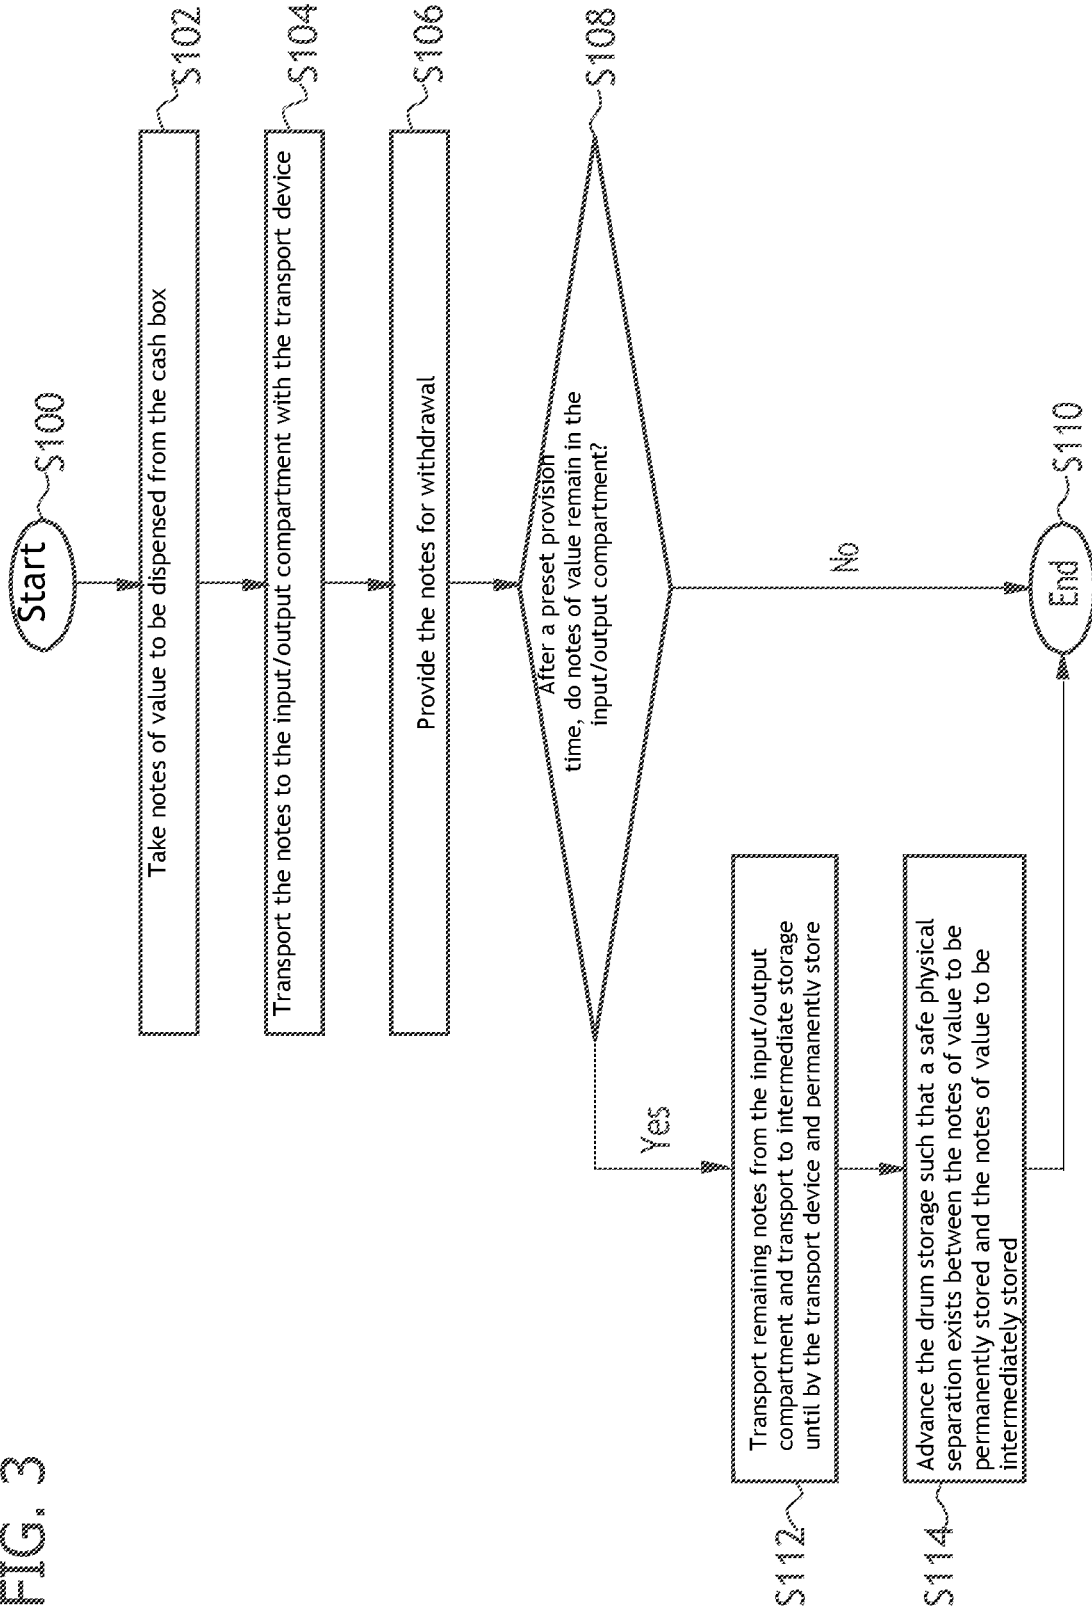 FIG. 3
Start
S100
Take notes of value to be dispensed from the cash box
S102
Transport the notes to the input/output compartment with the transport device
S104
Provide the notes for withdrawal
S106
After a preset provision
time, do notes of value remain in the
input/output compartment?
S108
Yes
No
Transport remaining notes from the input/output
compartment and transport to intermediate storage
until by the transport device and permanently store
S112
Advance the drum storage such that a safe physical
separation exists between the notes of value to be
permanently stored and the notes of value to be
intermediately stored
S114
End
S110